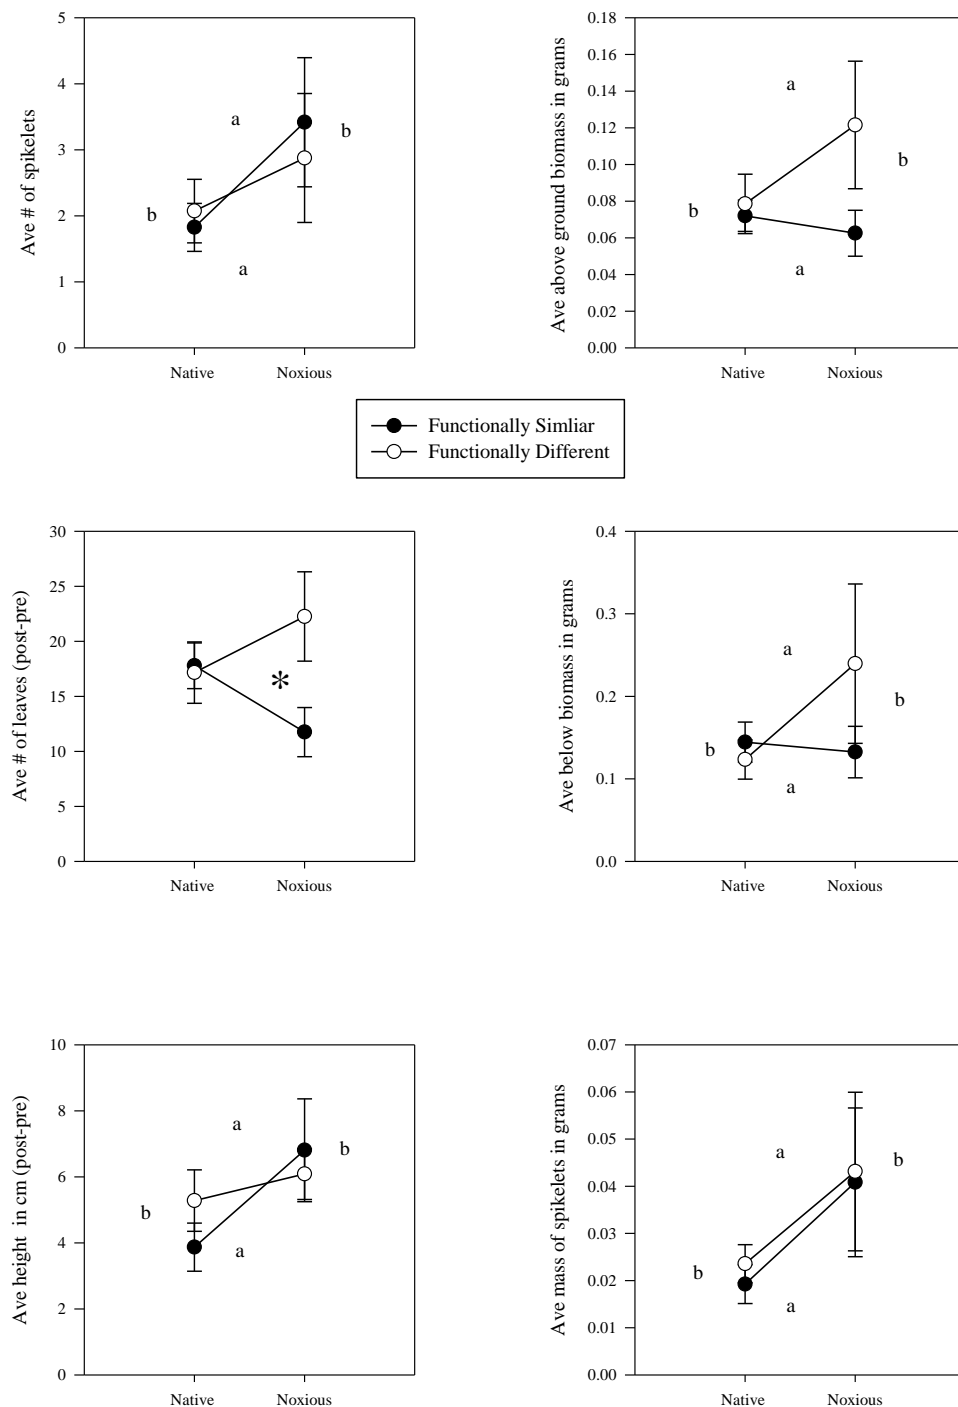 Ave # of spikelets
5
4
3
2
1
0
a
b
b
a
Native Noxious
Ave above ground biomass in grams
0.18
0.16
0.14
0.12
0.10
0.08
0.06
0.04
0.02
0.00
a
b
b
a
Native Noxious
Functionally Simliar
Functionally Different
Ave # of leaves (post-pre)
30
25
20
15
10
5
0
*
Native Noxious
Ave below biomass in grams
0.4
0.3
0.2
0.1
0.0
a
b
b
a
Native Noxious
Ave height in cm (post-pre)
10
8
6
4
2
0
a
b
b
a
Native Noxious
Ave mass of spikelets in grams
0.07
0.06
0.05
0.04
0.03
0.02
0.01
0.00
a
b
b
a
Native Noxious